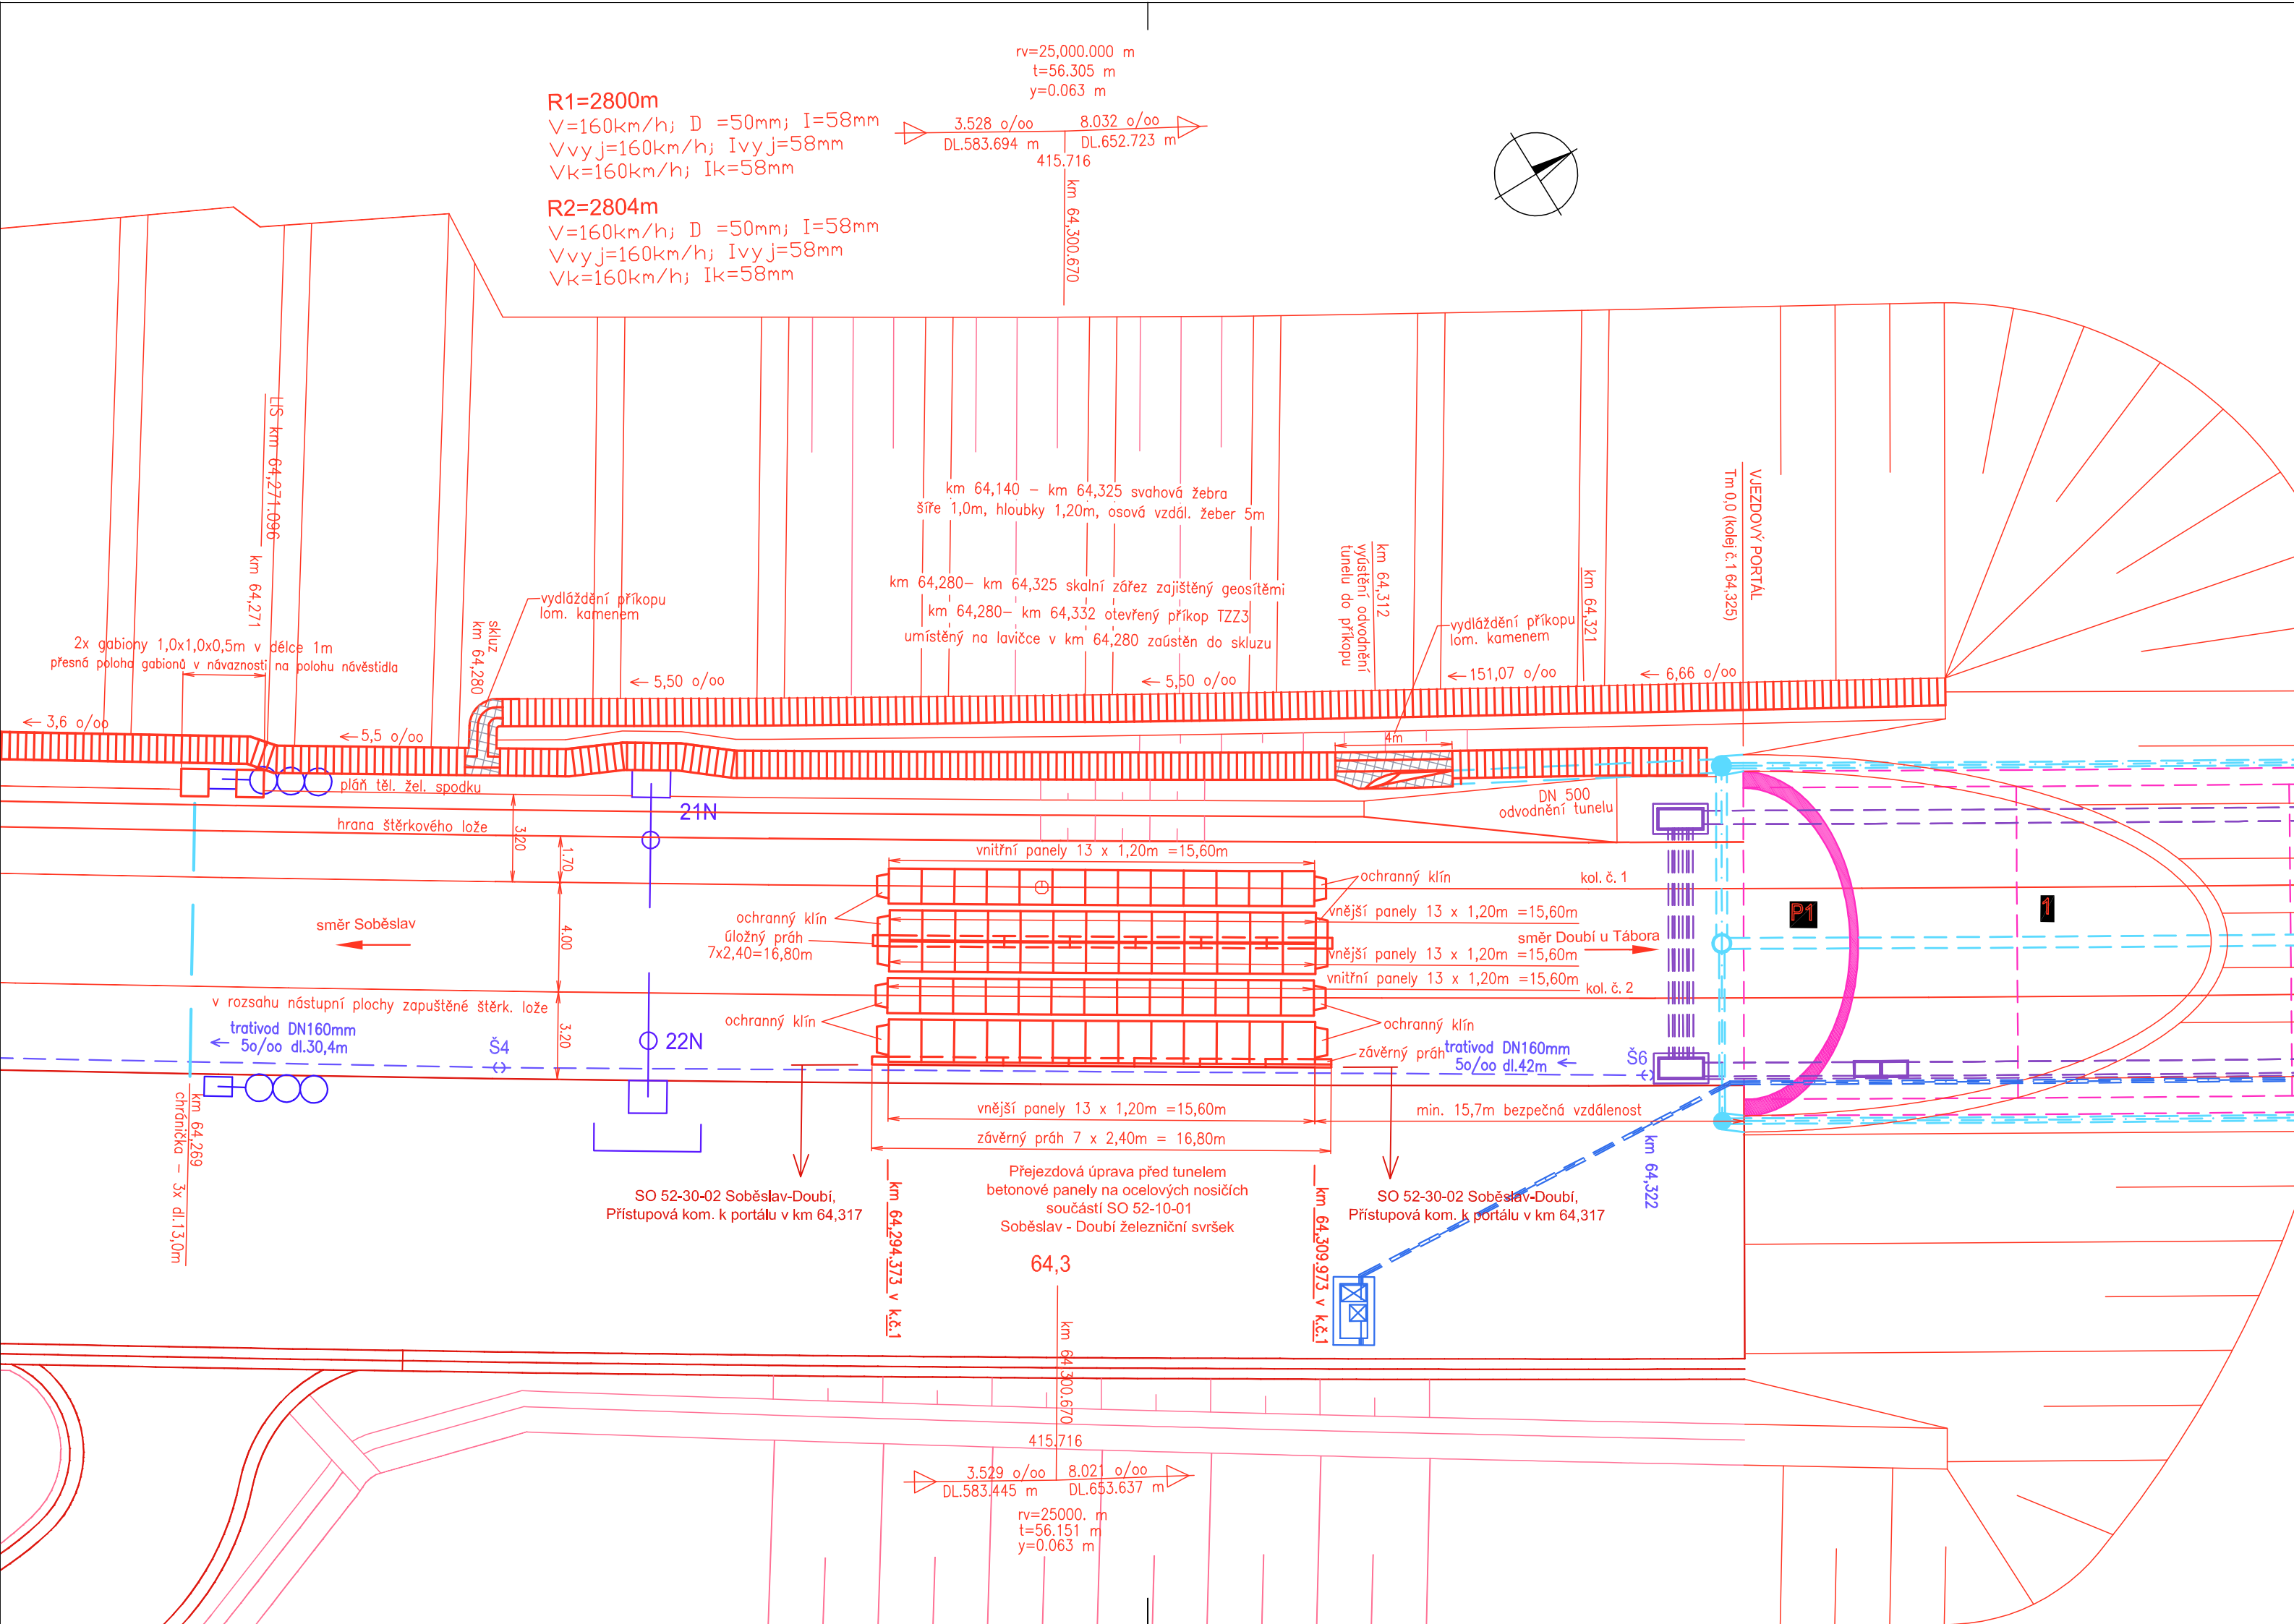 rv=25,000.000 m
t=56.305 m
y=0.063 m
3.528 o/oo
8.032 o/oo
DL.583.694 m
DL.652.723 m
415.716
km 64,300.670
R1=2800m
V=160km/h; D =50mm; I=58mm
Vvyj=160km/h; Ivyj=58mm
Vk=160km/h; Ik=58mm
R2=2804m
V=160km/h; D =50mm; I=58mm
Vvyj=160km/h; Ivyj=58mm
Vk=160km/h; Ik=58mm
LIS km 64,271.096
km 64,271
2x gabiony 1,0x1,0x0,5m v délce 1m
přesná poloha gabionů v návaznosti na polohu návěstidla
skluz
km 64,280
vydláždění příkopu
lom. kamenem
km 64,140 – km 64,325 svahová žebra
šíře 1,0m, hloubky 1,20m, osová vzdál. žeber 5m
km 64,280– km 64,325 skalní zářez zajištěný geosítěmi
km 64,280– km 64,332 otevřený příkop TZZ3
umístěný na lavičce v km 64,280 zaústěn do skluzu
km 64,312
vyústění odvodnění
tunelu do příkopu
vydláždění příkopu
lom. kamenem
km 64,321
VJEZDOVÝ PORTÁL
Tm 0,0 (kolej č.1 64,325)
← 3,6 o/oo
← 5,5 o/oo
← 5,50 o/oo
← 5,50 o/oo
← 151,07 o/oo
← 6,66 o/oo
4m
pláň těl. žel. spodku
hrana štěrkového lože
3.20
1.70
4.00
3.20
21N
DN 500
odvodnění tunelu
vnitřní panely 13 x 1,20m =15,60m
ochranný klín
kol. č. 1
P1
1
směr Soběslav
ochranný klín
úložný práh
7x2,40=16,80m
vnější panely 13 x 1,20m =15,60m
směr Doubí u Tábora
vnější panely 13 x 1,20m =15,60m
vnitřní panely 13 x 1,20m =15,60m
kol. č. 2
v rozsahu nástupní plochy zapuštěné štěrk. lože
ochranný klín
ochranný klín
trativod DN160mm
← 5o/oo dl.30,4m
Š4
22N
závěrný práh
trativod DN160mm
5o/oo dl.42m ←
Š6
km 64,269
chránička – 3x dl.13,0m
vnější panely 13 x 1,20m =15,60m
min. 15,7m bezpečná vzdálenost
závěrný práh 7 x 2,40m = 16,80m
km 64,322
SO 52-30-02 Soběslav-Doubí,
Přístupová kom. k portálu v km 64,317
km 64,294.373 v k.č.1
Přejezdová úprava před tunelem
betonové panely na ocelových nosičích
součástí SO 52-10-01
Soběslav - Doubí železniční svršek
km 64,309.973 v k.č.1
SO 52-30-02 Soběslav-Doubí,
Přístupová kom. k portálu v km 64,317
64,3
km 64,300.670
415.716
3.529 o/oo
8.021 o/oo
DL.583.445 m
DL.653.637 m
rv=25000. m
t=56.151 m
y=0.063 m